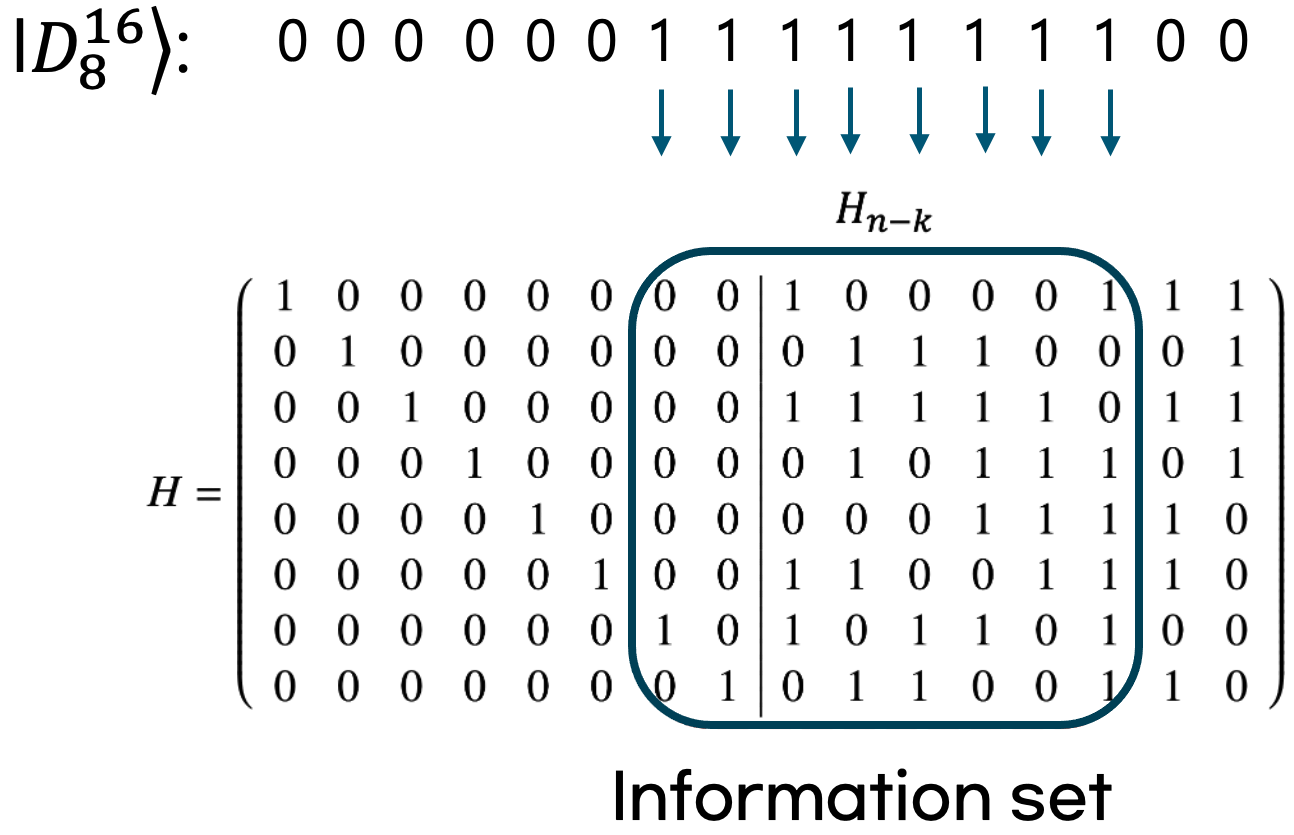 |D₈¹⁶⟩: 0 0 0 0 0 0 1 1 1 1 1 1 1 1 0 0
Hₙ₋ₖ
1 0 0 0 0 0 0 0 | 1 0 0 0 0 1 1 1
0 1 0 0 0 0 0 0 | 0 1 1 1 0 0 0 1
0 0 1 0 0 0 0 0 | 1 1 1 1 1 0 1 1
0 0 0 1 0 0 0 0 | 0 1 0 1 1 1 0 1
H = 0 0 0 0 1 0 0 0 | 0 0 0 1 1 1 1 0
0 0 0 0 0 1 0 0 | 1 1 0 0 1 1 1 0
0 0 0 0 0 0 1 0 | 1 0 1 1 0 1 0 0
0 0 0 0 0 0 0 1 | 0 1 1 0 0 1 1 0
Information set